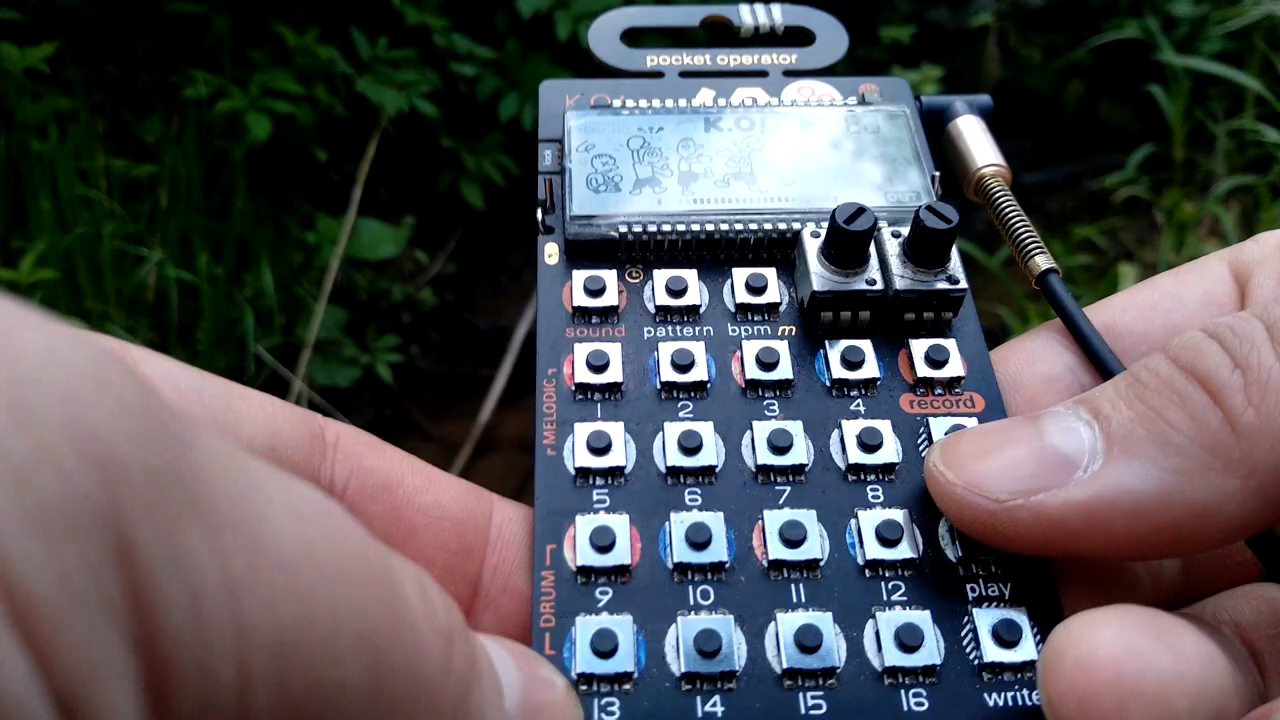 pocket operator
K.O!
K.O!
OUT
sound pattern bpm m
MELODIC
1 2 3 4 record
5 6 7 8
DRUM
9 10 11 12 play
13 14 15 16 write